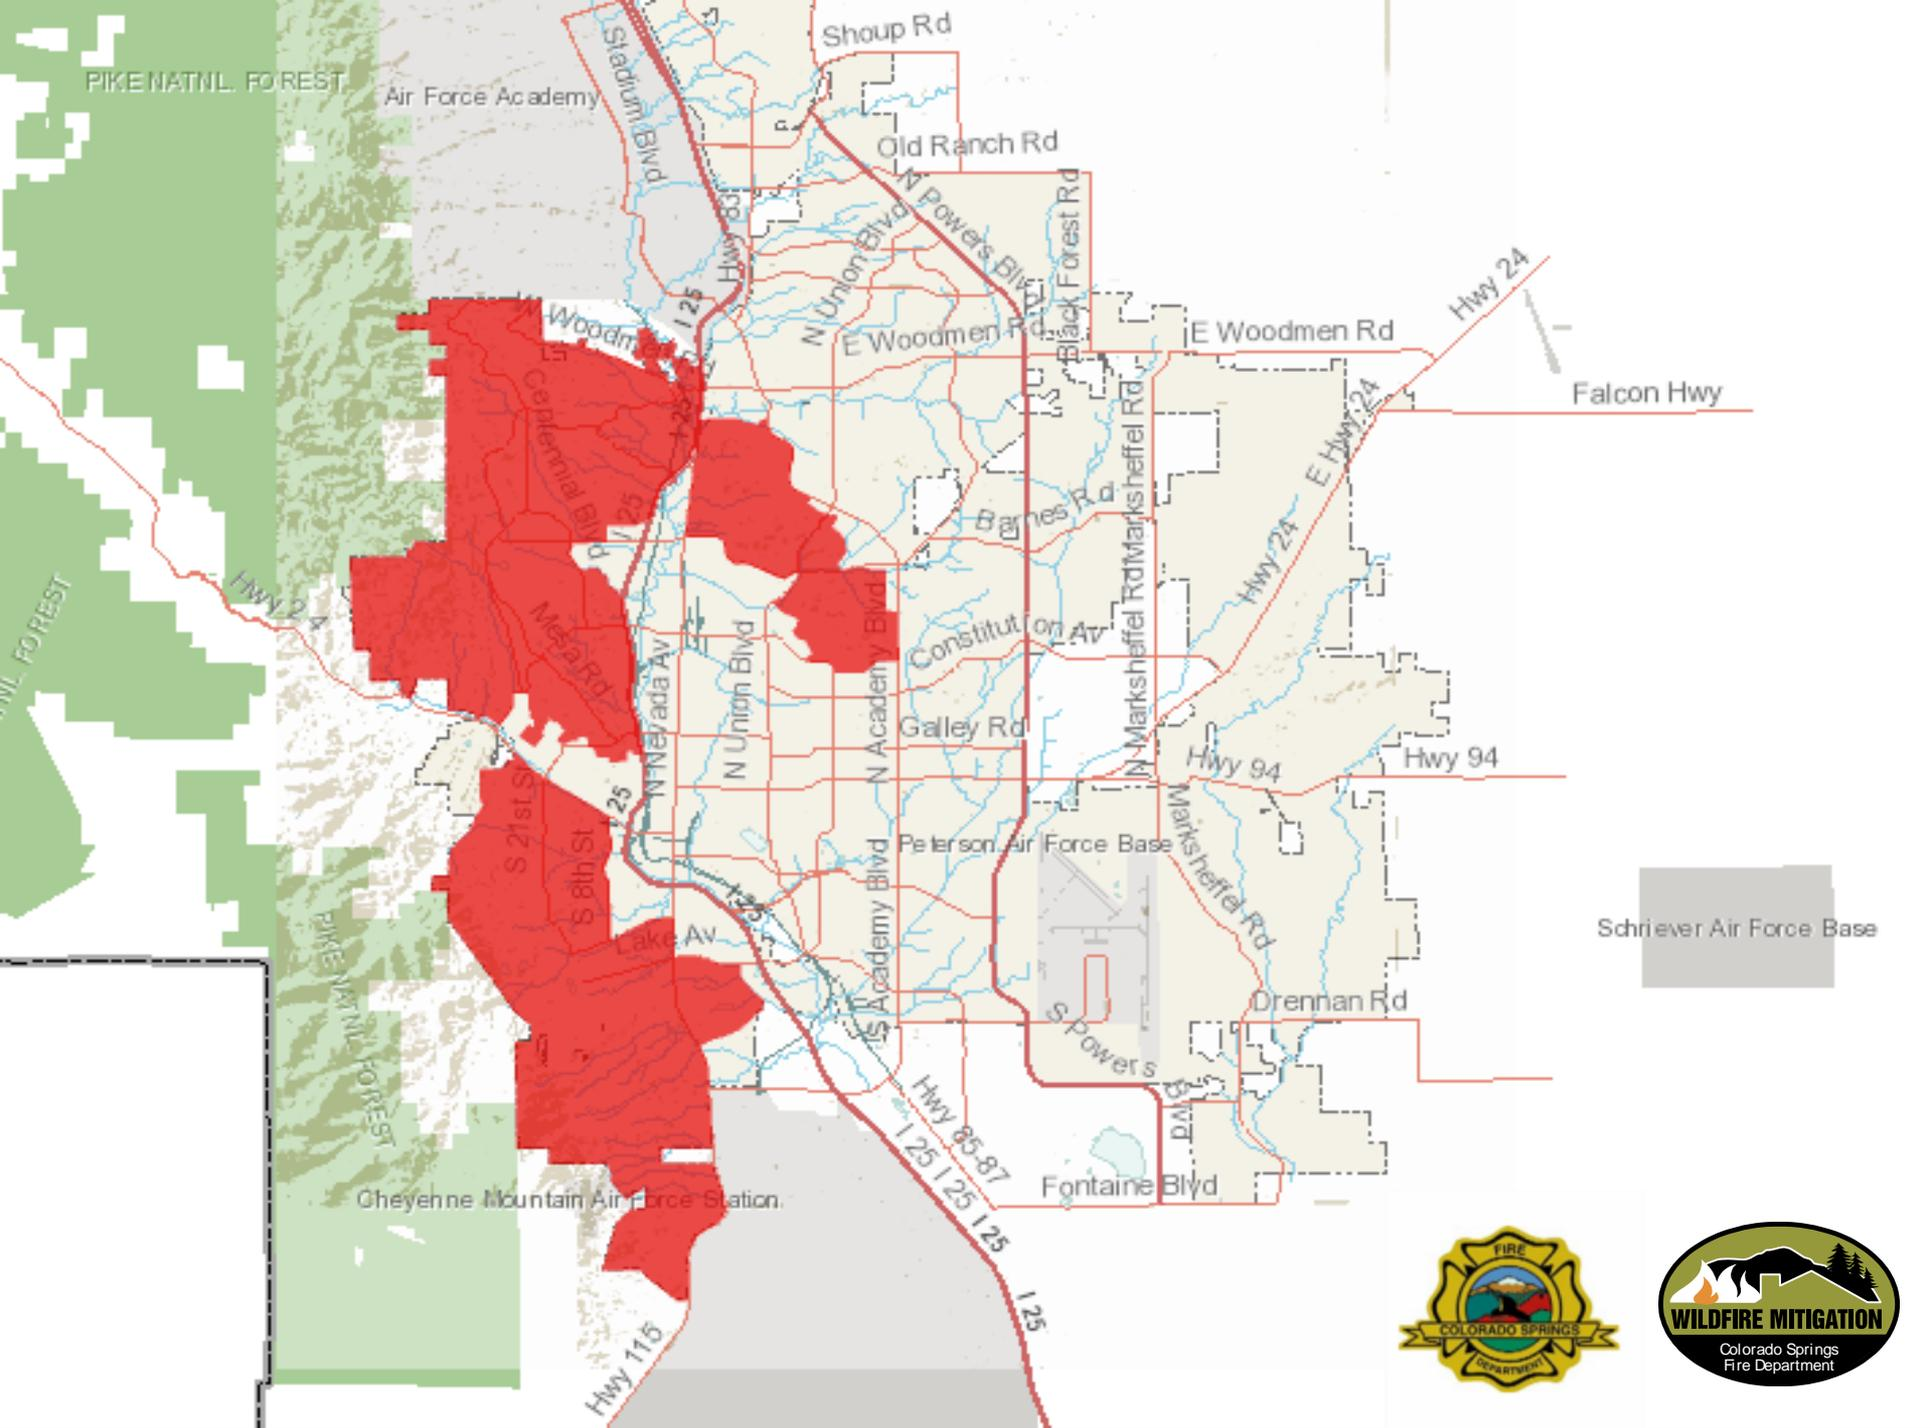 Shoup Rd
PIKE NATNL. FOREST
Air Force Academy
Stadium Blvd
Old Ranch Rd
N Powers Blvd
Black Forest Rd
Hwy 83
N Union Blvd
Hwy 24
I 25
W Woodmen Rd
E Woodmen Rd
E Woodmen Rd
Falcon Hwy
E Hwy 24
Centennial Blvd
I 25
I 25
N Marksheffel Rd
Marksheffel Rd
Barnes Rd
Hwy 24
Hwy 24
Mesa Rd
Constitution Av
N Nevada Av
N Union Blvd
N Academy Blvd
Galley Rd
N Marksheffel Rd
Hwy 94
Hwy 94
S 21st St
S 8th St
I 25
Peterson Air Force Base
Marksheffel Rd
I 25
Lake Av
S Academy Blvd
Schriever Air Force Base
PIKE NATNL FOREST
Drennan Rd
S Powers Blvd
Hwy 85-87
I 25 I 25 I 25
Fontaine Blvd
Cheyenne Mountain Air Force Station
I 25
Hwy 115
FIRE
COLORADO SPRINGS
DEPARTMENT
WILDFIRE MITIGATION
Colorado Springs
Fire Department